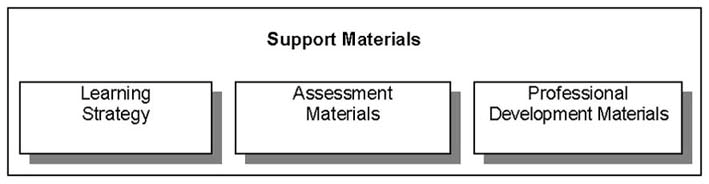 Support Materials
Learning
Strategy
Assessment
Materials
Professional
Development Materials